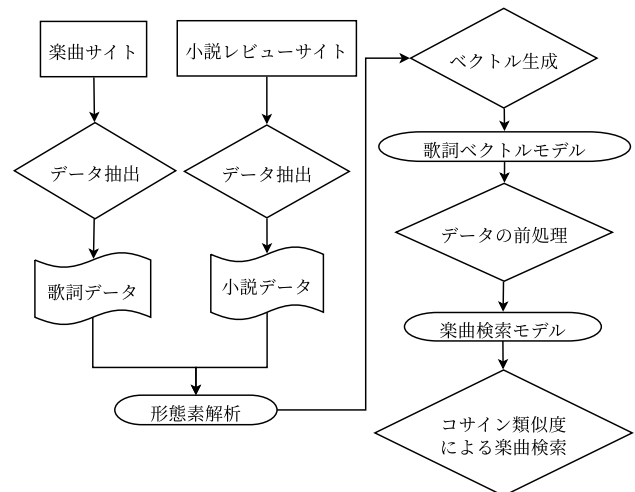 楽曲サイト
小説レビューサイト
データ抽出
データ抽出
歌詞データ
小説データ
形態素解析
ベクトル生成
歌詞ベクトルモデル
データの前処理
楽曲検索モデル
コサイン類似度
による楽曲検索